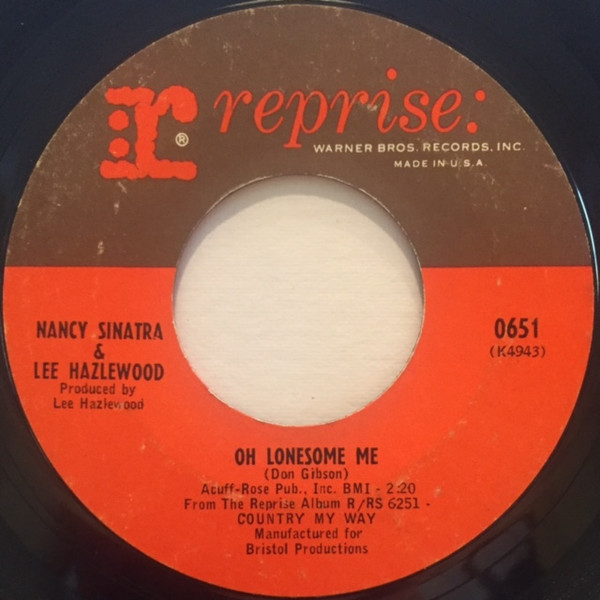 r® reprise:
WARNER BROS. RECORDS, INC.
MADE IN U.S.A.
NANCY SINATRA
&
LEE HAZLEWOOD
Produced by
Lee Hazlewood
0651
(K4943)
OH LONESOME ME
(Don Gibson)
Acuff-Rose Pub., Inc. BMI - 2:20
From The Reprise Album R/RS 6251 -
COUNTRY MY WAY
Manufactured for
Bristol Productions